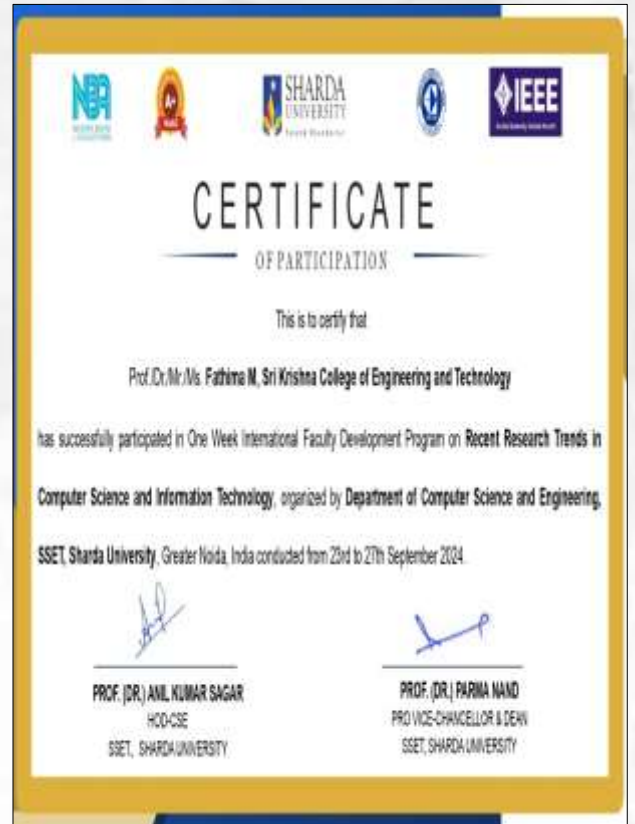 NBA
A+
NAAC
SHARDA
UNIVERSITY
IEEE
CERTIFICATE
OF PARTICIPATION
This is to certify that
Prof./Dr./Mr./Ms. Fathima M, Sri Krishna College of Engineering and Technology
has successfully participated in One Week International Faculty Development Program on Recent Research Trends in
Computer Science and Information Technology, organized by Department of Computer Science and Engineering,
SSET, Sharda University, Greater Noida, India conducted from 23rd to 27th September 2024.
PROF. (DR.) ANIL KUMAR SAGAR
HOD-CSE
SSET, SHARDA UNIVERSITY
PROF. (DR.) PARMA NAND
PRO VICE-CHANCELLOR & DEAN
SSET, SHARDA UNIVERSITY